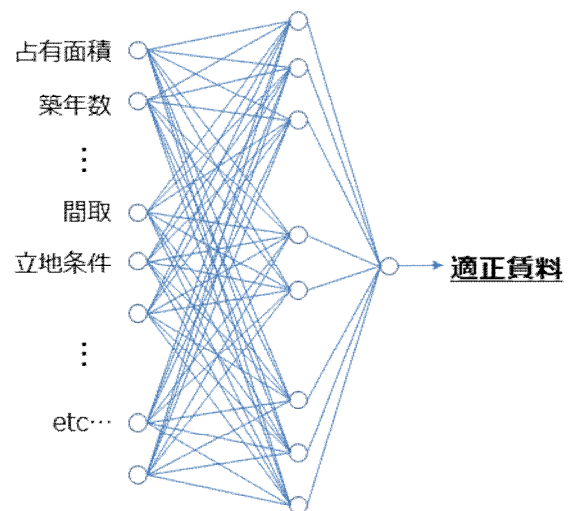 占有面積
築年数
⋮
間取
立地条件
⋮
etc…
適正賃料